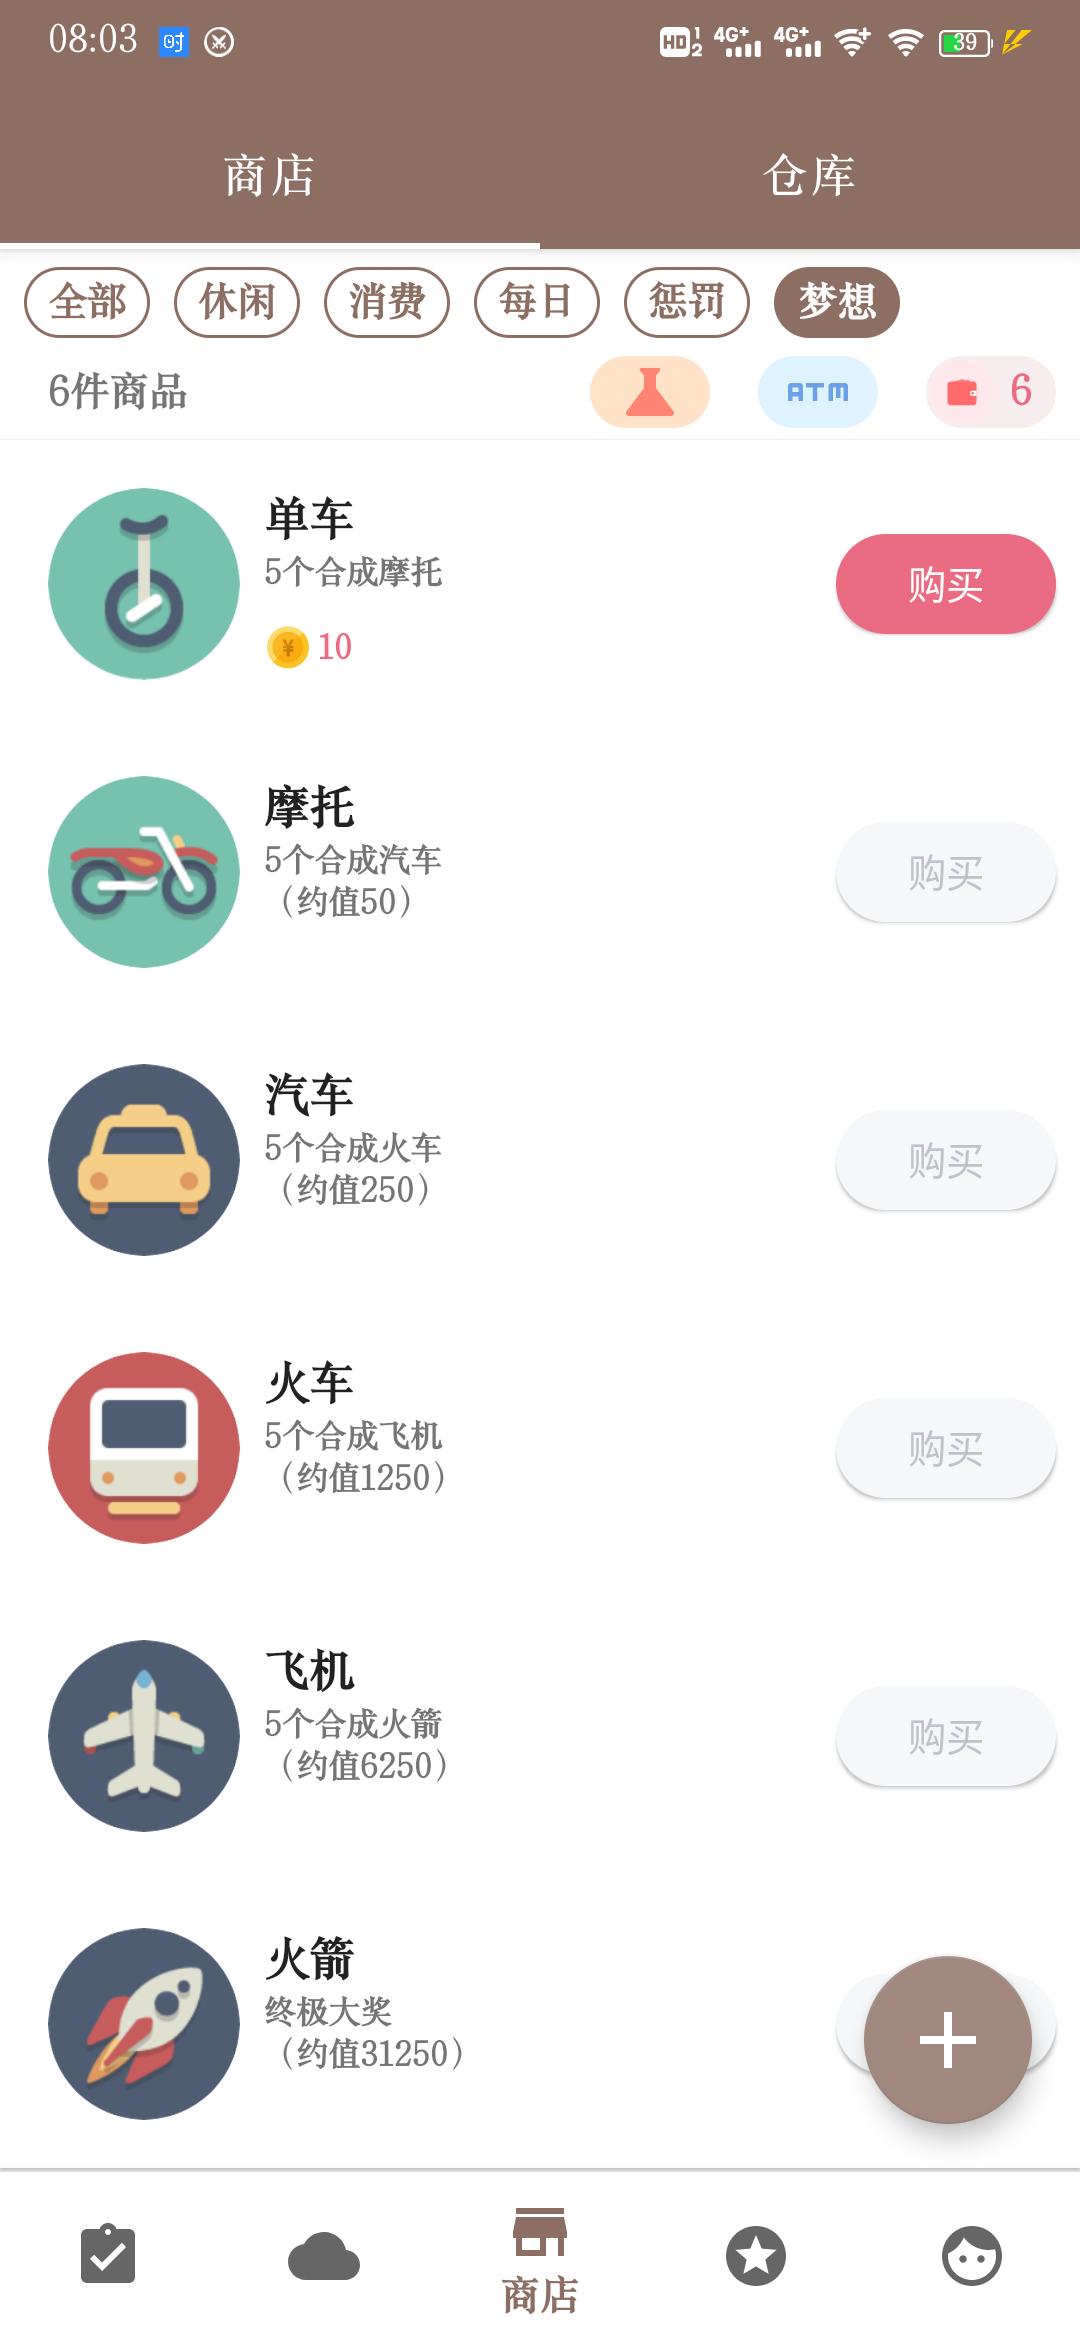 08:03 时 HD 1 2 4G+ 4G+ 39
商店 仓库
全部 休闲 消费 每日 惩罚 梦想
6件商品 ATM 6
单车
5个合成摩托
¥ 10
购买
摩托
5个合成汽车
（约值50）
购买
汽车
5个合成火车
（约值250）
购买
火车
5个合成飞机
（约值1250）
购买
飞机
5个合成火箭
（约值6250）
购买
火箭
终极大奖
（约值31250）
商店